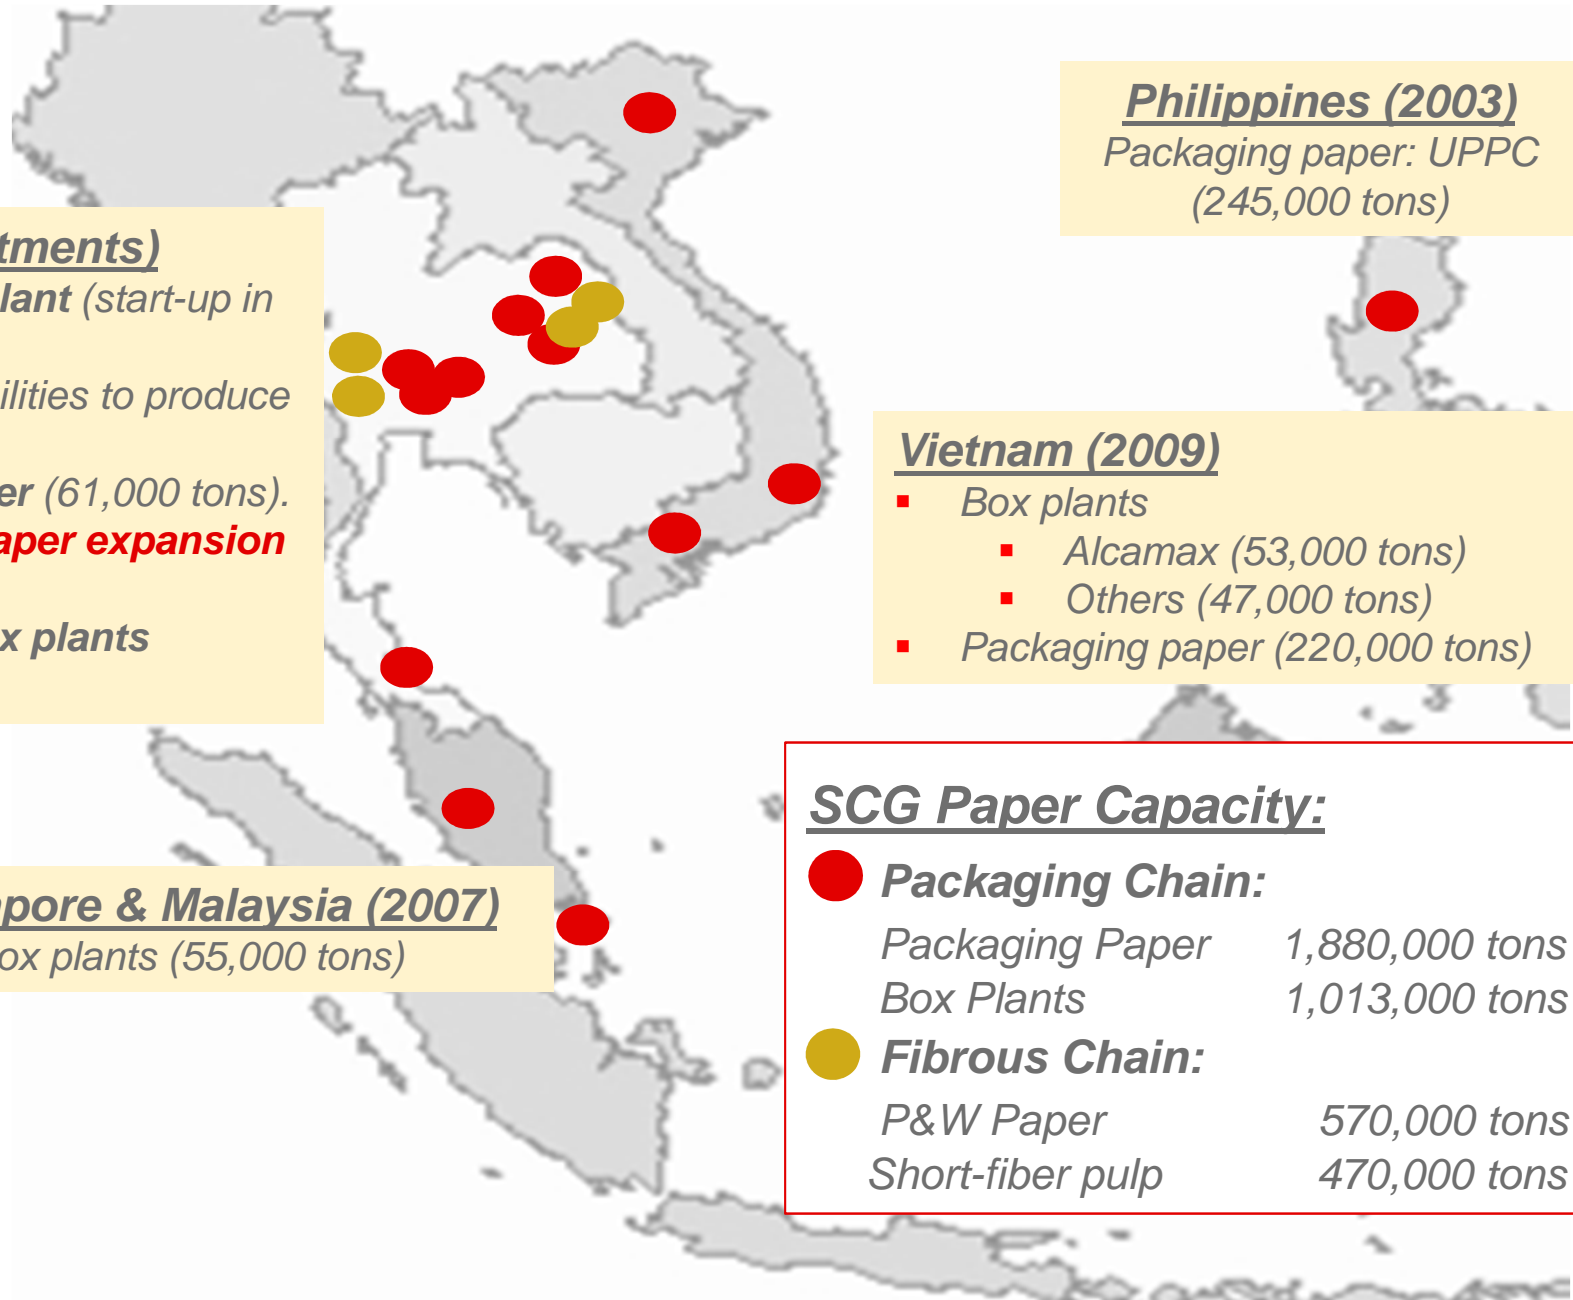 Philippines (2003)
Packaging paper: UPPC
(245,000 tons)
tments)
lant (start-up in
ilities to produce
er (61,000 tons).
aper expansion
x plants
Vietnam (2009)
▪ Box plants
▪ Alcamax (53,000 tons)
▪ Others (47,000 tons)
▪ Packaging paper (220,000 tons)
pore & Malaysia (2007)
ox plants (55,000 tons)
SCG Paper Capacity:
Packaging Chain:
Packaging Paper 1,880,000 tons
Box Plants 1,013,000 tons
Fibrous Chain:
P&W Paper 570,000 tons
Short-fiber pulp 470,000 tons